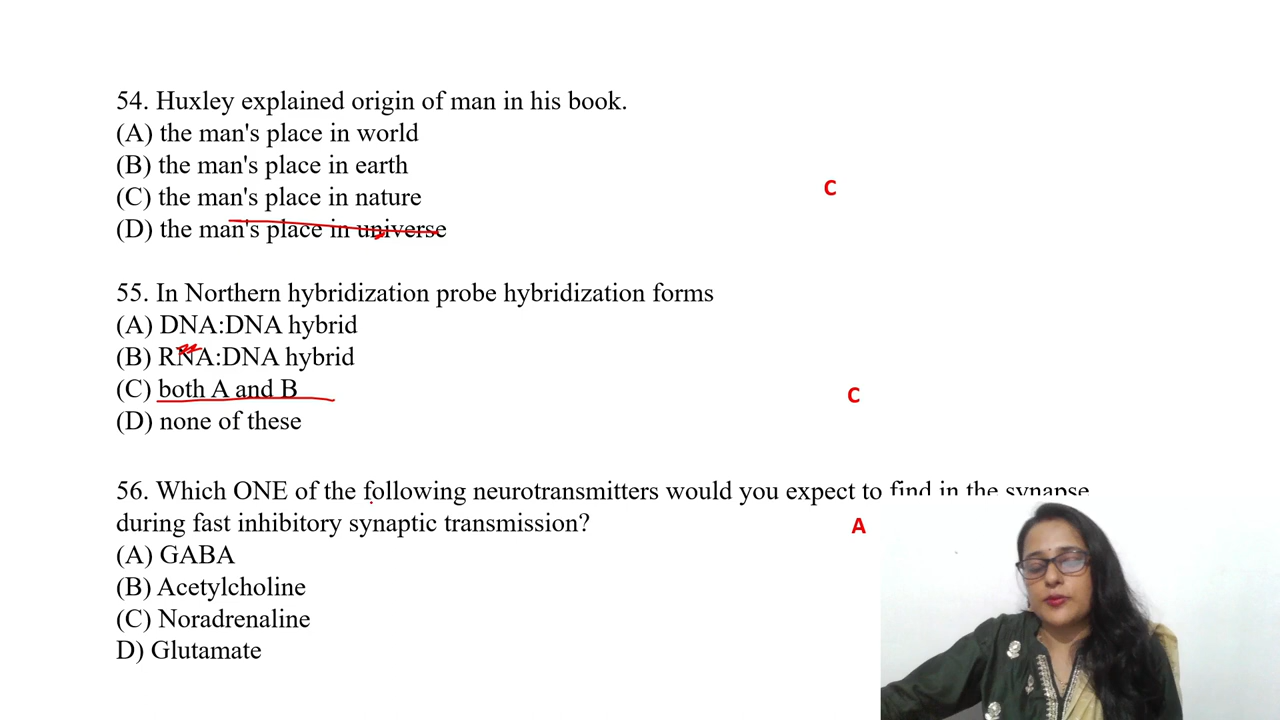 54. Huxley explained origin of man in his book.
(A) the man's place in world
(B) the man's place in earth
(C) the man's place in nature
C
(D) the man's place in universe
55. In Northern hybridization probe hybridization forms
(A) DNA:DNA hybrid
(B) RNA:DNA hybrid
(C) both A and B
C
(D) none of these
56. Which ONE of the following neurotransmitters would you expect to find in the synapse
during fast inhibitory synaptic transmission?
A
(A) GABA
(B) Acetylcholine
(C) Noradrenaline
D) Glutamate